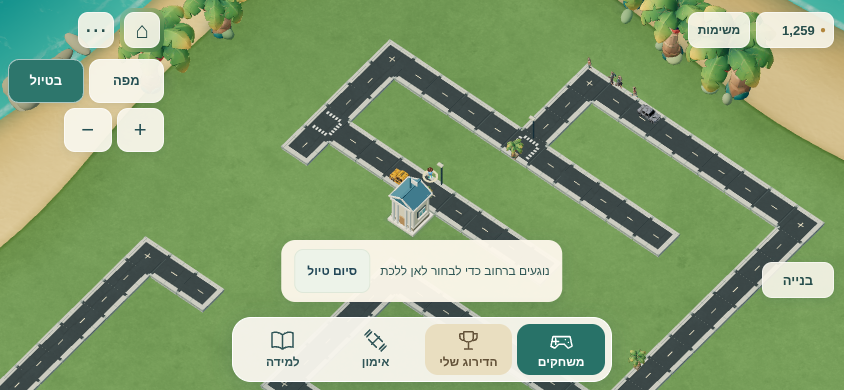 1,259
משימות
מפה
בטיול
+
−
בנייה
נוגעים ברחוב כדי לבחור לאן ללכת
סיום טיול
משחקים
הדירוג שלי
אימון
למידה